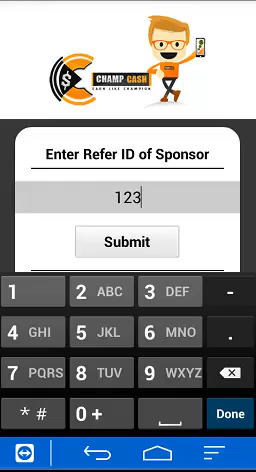 CHAMP CASH
EARN LIKE CHAMPION
Enter Refer ID of Sponsor
123
Submit
1 2 ABC 3 DEF -
4 GHI 5 JKL 6 MNO .
7 PQRS 8 TUV 9 WXYZ
* # 0 + Done